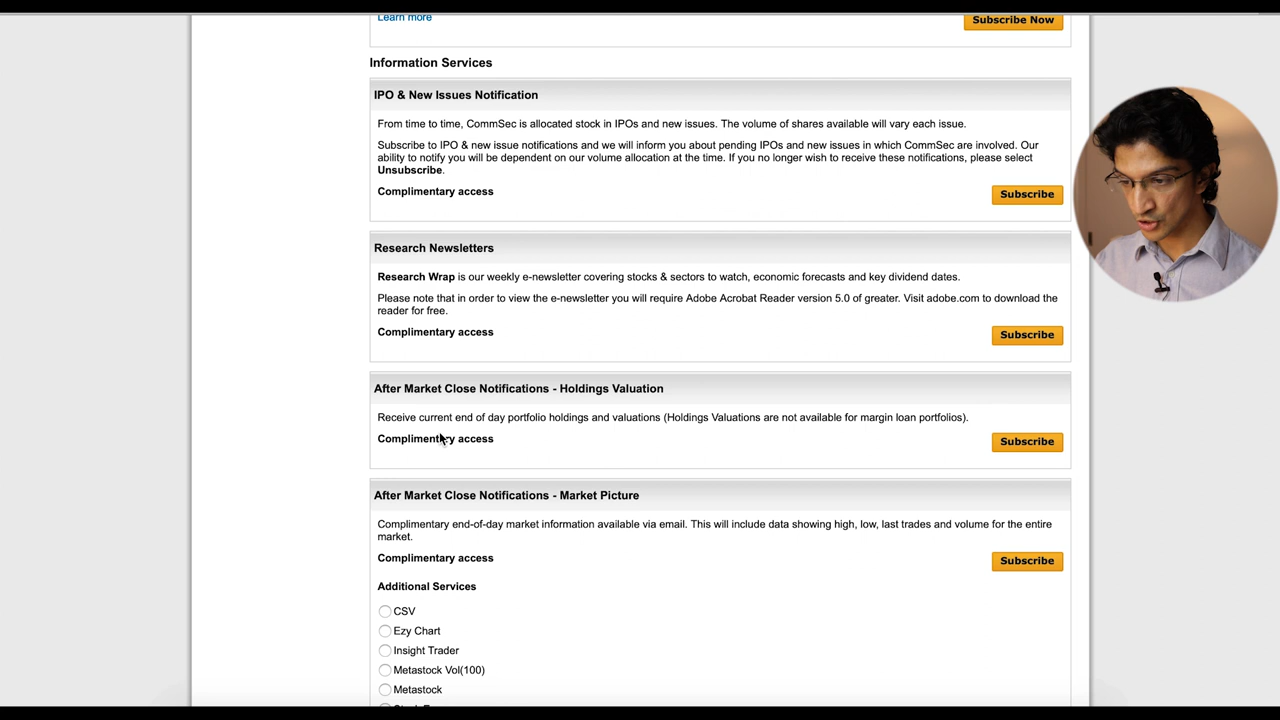 Learn more
Subscribe Now
Information Services
IPO & New Issues Notification
From time to time, CommSec is allocated stock in IPOs and new issues. The volume of shares available will vary each issue.
Subscribe to IPO & new issue notifications and we will inform you about pending IPOs and new issues in which CommSec are involved. Our
ability to notify you will be dependent on our volume allocation at the time. If you no longer wish to receive these notifications, please select
Unsubscribe.
Complimentary access
Subscribe
Research Newsletters
Research Wrap is our weekly e-newsletter covering stocks & sectors to watch, economic forecasts and key dividend dates.
Please note that in order to view the e-newsletter you will require Adobe Acrobat Reader version 5.0 of greater. Visit adobe.com to download the
reader for free.
Complimentary access
Subscribe
After Market Close Notifications - Holdings Valuation
Receive current end of day portfolio holdings and valuations (Holdings Valuations are not available for margin loan portfolios).
Complimentary access
Subscribe
After Market Close Notifications - Market Picture
Complimentary end-of-day market information available via email. This will include data showing high, low, last trades and volume for the entire
market.
Complimentary access
Subscribe
Additional Services
CSV
Ezy Chart
Insight Trader
Metastock Vol(100)
Metastock